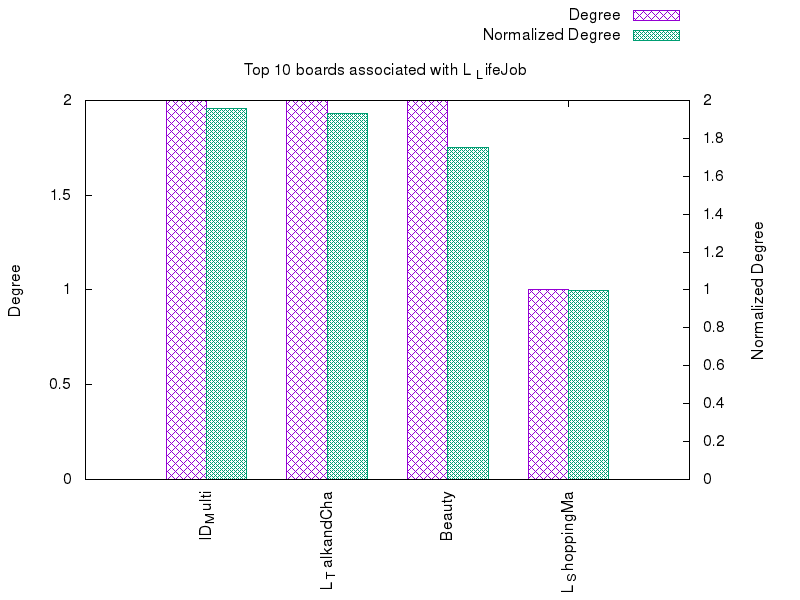 Degree
Normalized Degree
Top 10 boards associated with L LifeJob
2
1.5
1
0.5
0
2
1.8
1.6
1.4
1.2
1
0.8
0.6
0.4
0.2
0
Degree
Normalized Degree
IDMulti
LTalkandCha
Beauty
LShoppingMa